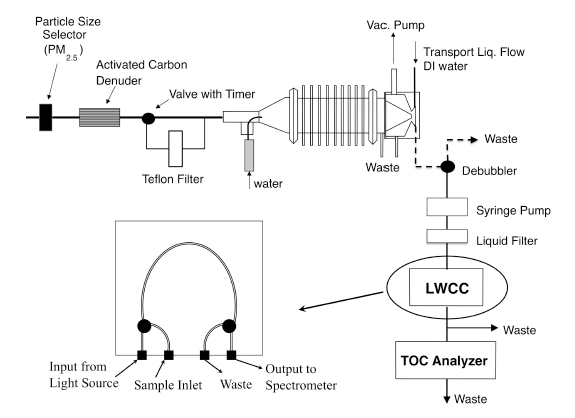 Particle Size
Selector
(PM2.5)
Activated Carbon
Denuder
Valve with Timer
Teflon Filter
water
Vac. Pump
Transport Liq. Flow
DI water
Waste
Waste
Debubbler
Syringe Pump
Liquid Filter
LWCC
Waste
TOC Analyzer
Waste
Input from
Light Source
Sample Inlet
Waste
Output to
Spectrometer